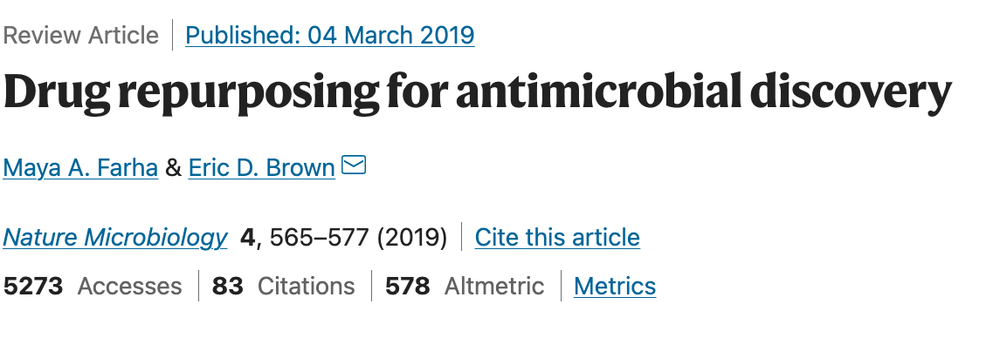 Review Article | Published: 04 March 2019
Drug repurposing for antimicrobial discovery
Maya A. Farha & Eric D. Brown
Nature Microbiology 4, 565–577 (2019) | Cite this article
5273 Accesses | 83 Citations | 578 Altmetric | Metrics